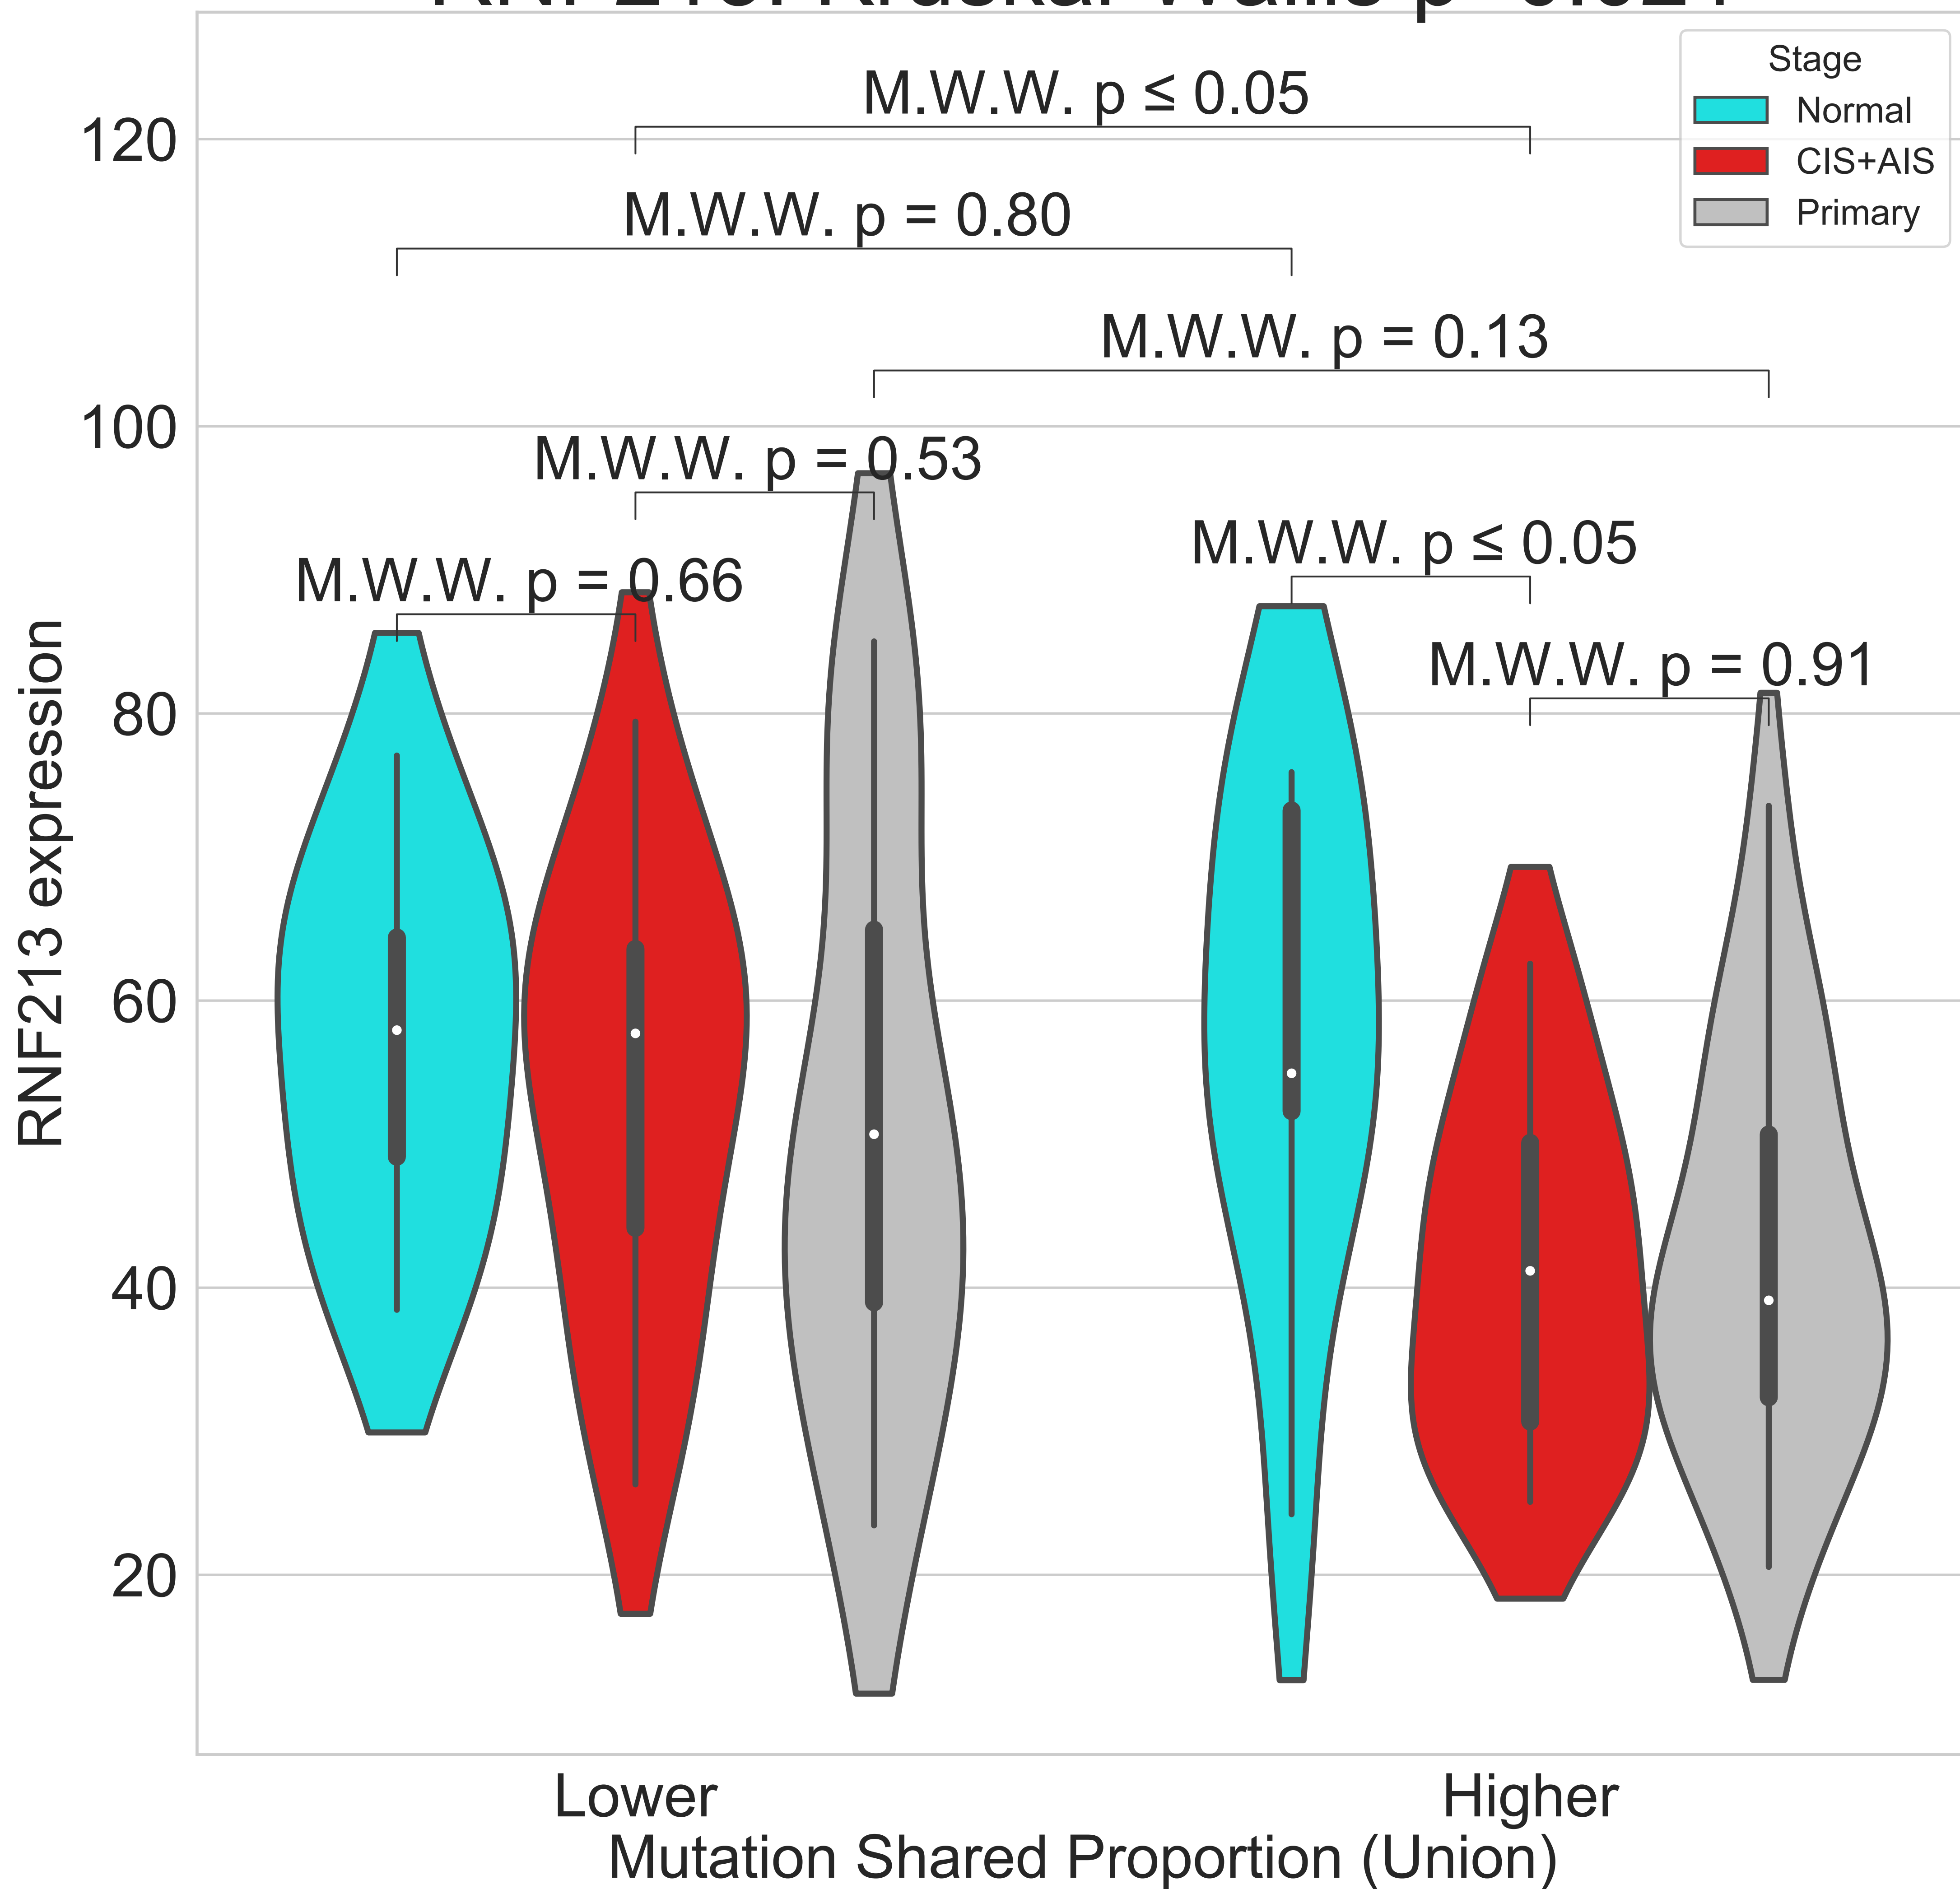 Stage
Normal
CIS+AIS
Primary
M.W.W. p ≤ 0.05
M.W.W. p = 0.80
M.W.W. p = 0.13
M.W.W. p = 0.53
M.W.W. p ≤ 0.05
M.W.W. p = 0.66
M.W.W. p = 0.91
120
100
80
60
40
20
RNF213 expression
Lower
Higher
Mutation Shared Proportion (Union)